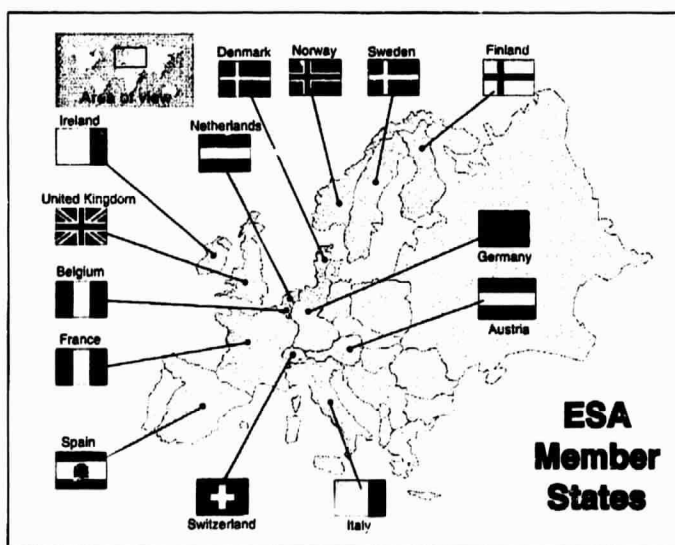 Denmark
Norway
Sweden
Finland
Area of view
Ireland
Netherlands
United Kingdom
Germany
Belgium
Austria
France
ESA
Member
States
Spain
Switzerland
Italy